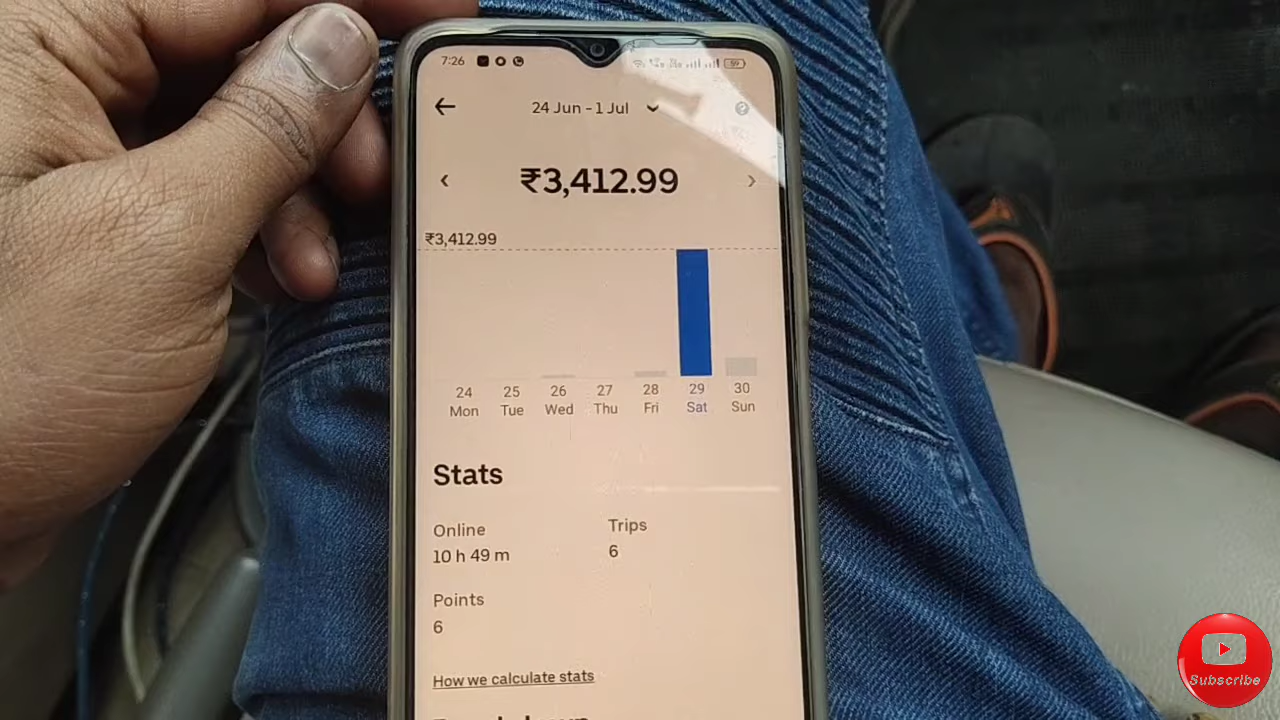 7:26
59
24 Jun - 1 Jul
₹3,412.99
₹3,412.99
24 25 26 27 28 29 30
Mon Tue Wed Thu Fri Sat Sun
Stats
Online Trips
10 h 49 m 6
Points
6
How we calculate stats
Subscribe